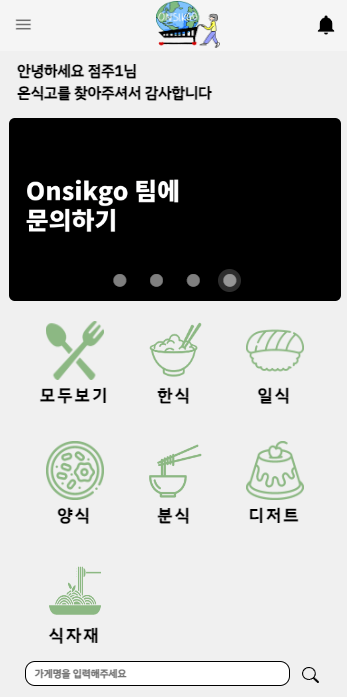 ONSIKGO
안녕하세요 점주1님
온식고를 찾아주셔서 감사합니다
Onsikgo 팀에
문의하기
모두보기 한식 일식
양식 분식 디저트
식자재
가게명을 입력해주세요